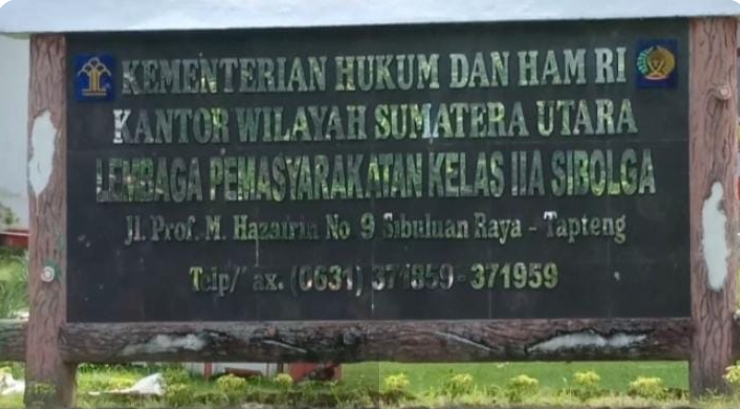 KEMENTERIAN HUKUM DAN HAM RI
KANTOR WILAYAH SUMATERA UTARA
LEMBAGA PEMASYARAKATAN KELAS IIA SIBOLGA
Jl. Prof. M. Hazairin No 9 Sibuluan Raya - Tapteng
Telp/ ax. (0631) 371859-371959